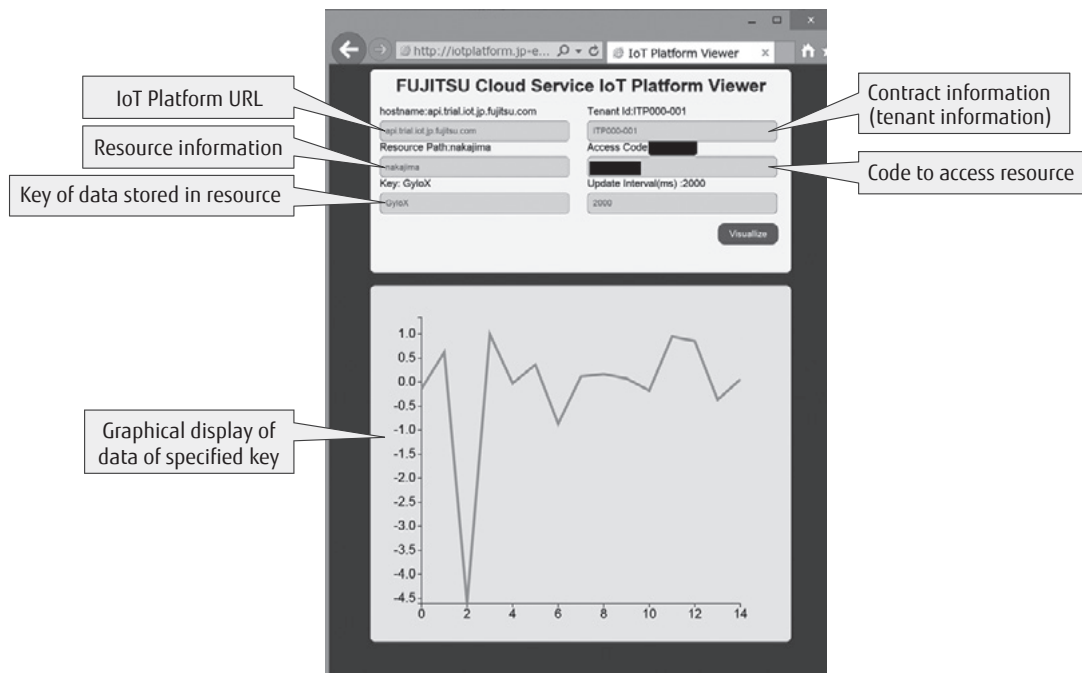 http://iotplatform.jp-e...
IoT Platform Viewer
FUJITSU Cloud Service IoT Platform Viewer
hostname:api.trial.iot.jp.fujitsu.com
Tenant Id:ITP000-001
api.trial.iot.jp.fujitsu.com
ITP000-001
Resource Path:nakajima
Access Code:
nakajima
Key: GyloX
Update Interval(ms) :2000
GyloX
2000
Visualize
IoT Platform URL
Resource information
Key of data stored in resource
Contract information
(tenant information)
Code to access resource
Graphical display of
data of specified key
1.0
0.5
0.0
-0.5
-1.0
-1.5
-2.0
-2.5
-3.0
-3.5
-4.0
-4.5
0 2 4 6 8 10 12 14